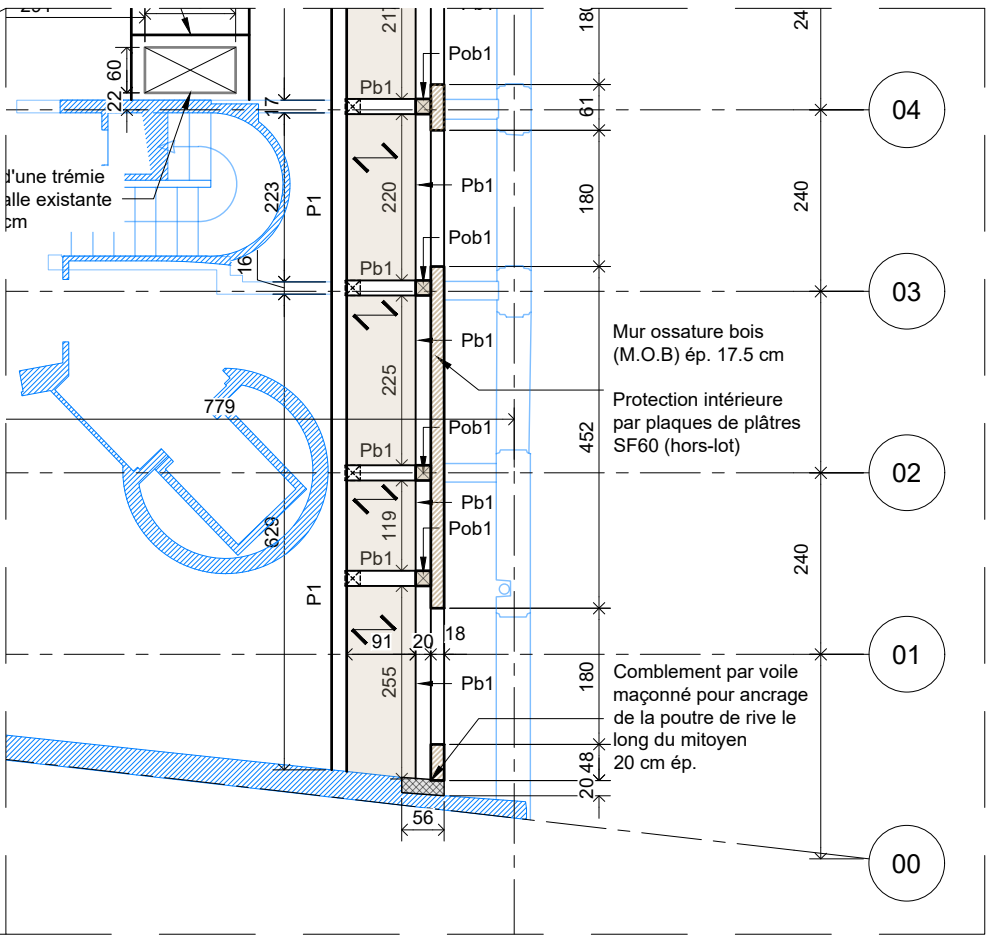 217
180
24
60
22
17
Pb1
Pob1
61
04
d'une trémie
alle existante
cm
223
P1
220
Pb1
180
240
Pob1
16
Pb1
03
Mur ossature bois
(M.O.B) ép. 17.5 cm
Pb1
225
Protection intérieure
par plaques de plâtres
SF60 (hors-lot)
779
452
Pob1
Pb1
02
Pb1
119
629
Pob1
Pb1
240
P1
91
20
18
01
255
Pb1
180
Comblement par voile
maçonné pour ancrage
de la poutre de rive le
long du mitoyen
20 cm ép.
48
20
56
00